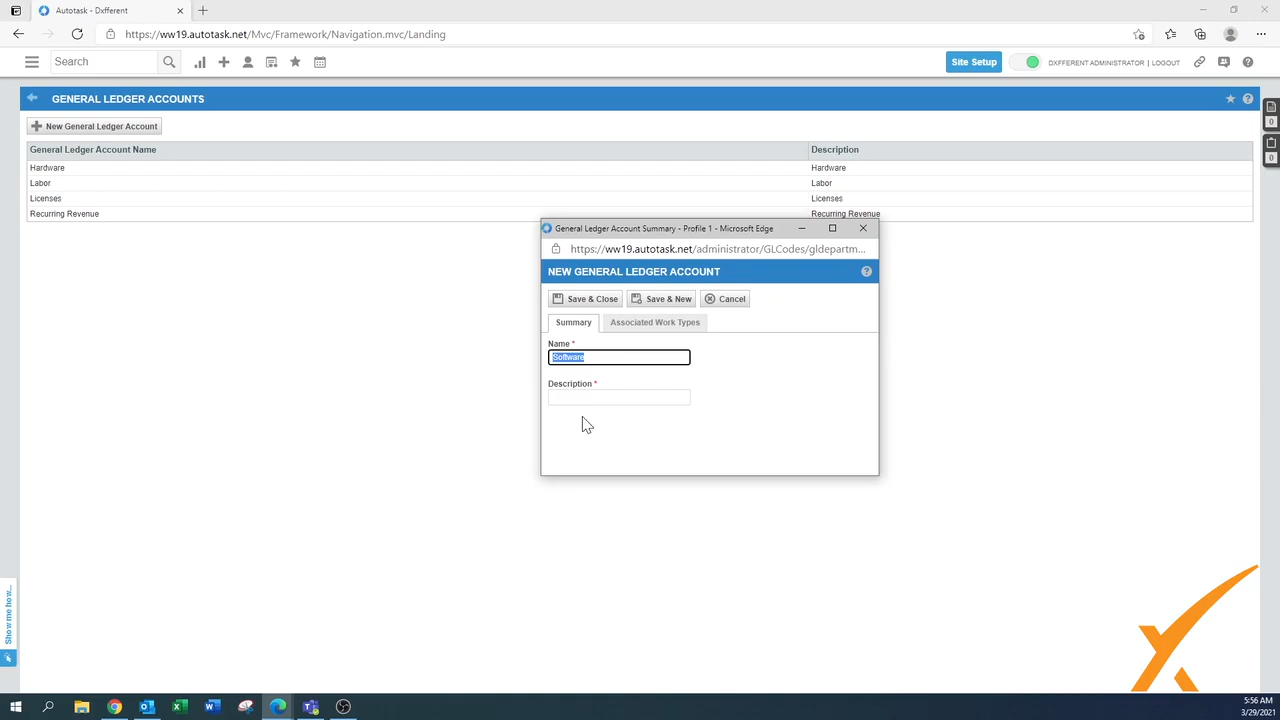 Autotask - Dxfferent
https://ww19.autotask.net/Mvc/Framework/Navigation.mvc/Landing
Search
Site Setup
DXFFERENT ADMINISTRATOR | LOGOUT
GENERAL LEDGER ACCOUNTS
0
0
New General Ledger Account
General Ledger Account Name Description
Hardware Hardware
Labor Labor
Licenses Licenses
Recurring Revenue Recurring Revenue
General Ledger Account Summary - Profile 1 - Microsoft Edge
https://ww19.autotask.net/administrator/GLCodes/gldepartm...
NEW GENERAL LEDGER ACCOUNT
Save & Close Save & New Cancel
Summary Associated Work Types
Name *
Software
Description *
Show me how...
5:56 AM
3/29/2021